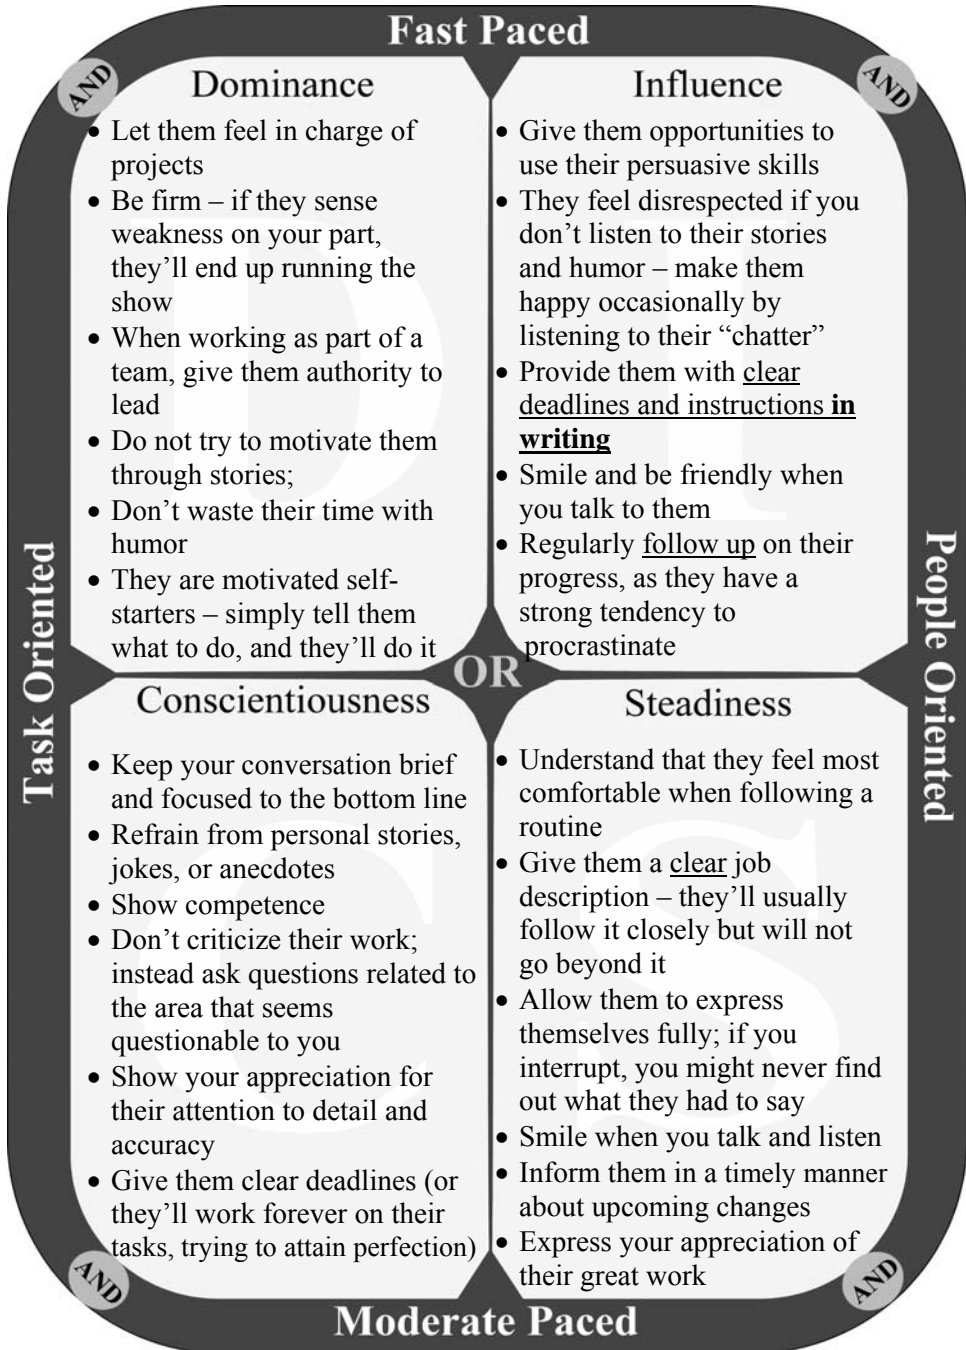 Fast Paced
AND
AND
Dominance
• Let them feel in charge of
projects
• Be firm – if they sense
weakness on your part,
they’ll end up running the
show
• When working as part of a
team, give them authority to
lead
• Do not try to motivate them
through stories;
• Don’t waste their time with
humor
• They are motivated self-
starters – simply tell them
what to do, and they’ll do it
Influence
• Give them opportunities to
use their persuasive skills
• They feel disrespected if you
don’t listen to their stories
and humor – make them
happy occasionally by
listening to their “chatter”
• Provide them with clear
deadlines and instructions in
writing
• Smile and be friendly when
you talk to them
• Regularly follow up on their
progress, as they have a
strong tendency to
procrastinate
D
I
Task Oriented
OR
People Oriented
Conscientiousness
• Keep your conversation brief
and focused to the bottom line
• Refrain from personal stories,
jokes, or anecdotes
• Show competence
• Don’t criticize their work;
instead ask questions related to
the area that seems
questionable to you
• Show your appreciation for
their attention to detail and
accuracy
• Give them clear deadlines (or
they’ll work forever on their
tasks, trying to attain perfection)
Steadiness
• Understand that they feel most
comfortable when following a
routine
• Give them a clear job
description – they’ll usually
follow it closely but will not
go beyond it
• Allow them to express
themselves fully; if you
interrupt, you might never find
out what they had to say
• Smile when you talk and listen
• Inform them in a timely manner
about upcoming changes
• Express your appreciation of
their great work
C
S
AND
AND
Moderate Paced